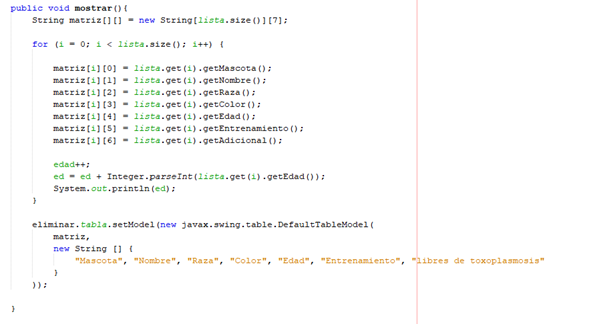 public void mostrar(){
String matriz[][] = new String[lista.size()][7];
for (i = 0; i < lista.size(); i++) {
matriz[i][0] = lista.get(i).getMascota();
matriz[i][1] = lista.get(i).getNombre();
matriz[i][2] = lista.get(i).getRaza();
matriz[i][3] = lista.get(i).getColor();
matriz[i][4] = lista.get(i).getEdad();
matriz[i][5] = lista.get(i).getEntrenamiento();
matriz[i][6] = lista.get(i).getAdicional();
edad++;
ed = ed + Integer.parseInt(lista.get(i).getEdad());
System.out.println(ed);
}
eliminar.tabla.setModel(new javax.swing.table.DefaultTableModel(
matriz,
new String [] {
"Mascota", "Nombre", "Raza", "Color", "Edad", "Entrenamiento", "libres de toxoplasmosis"
}
));
}